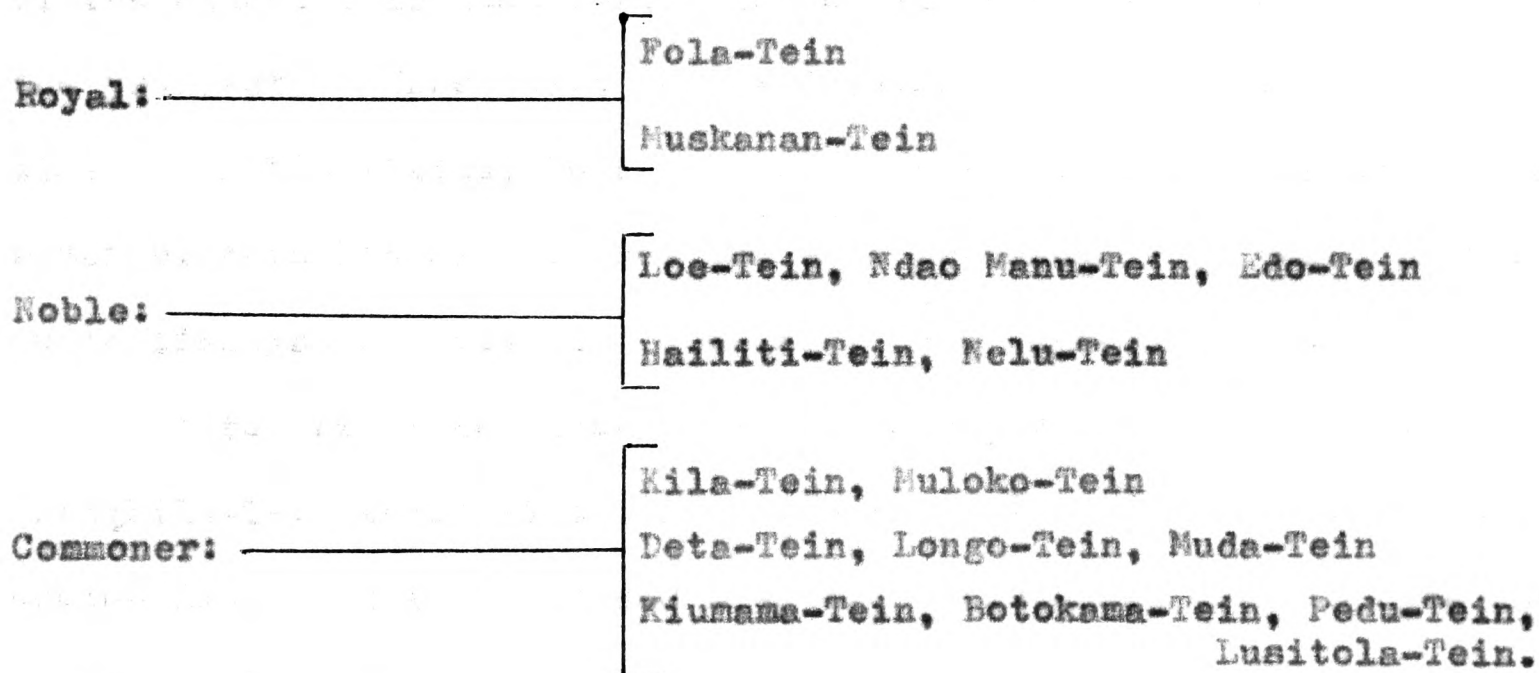 Fola-Tein
Royal:
Muskanan-Tein
Loe-Tein, Ndao Manu-Tein, Edo-Tein
Noble:
Hailiti-Tein, Nelu-Tein
Kila-Tein, Muloko-Tein
Commoner: Deta-Tein, Longo-Tein, Muda-Tein
Kiumama-Tein, Botokama-Tein, Pedu-Tein,
Lusitola-Tein.